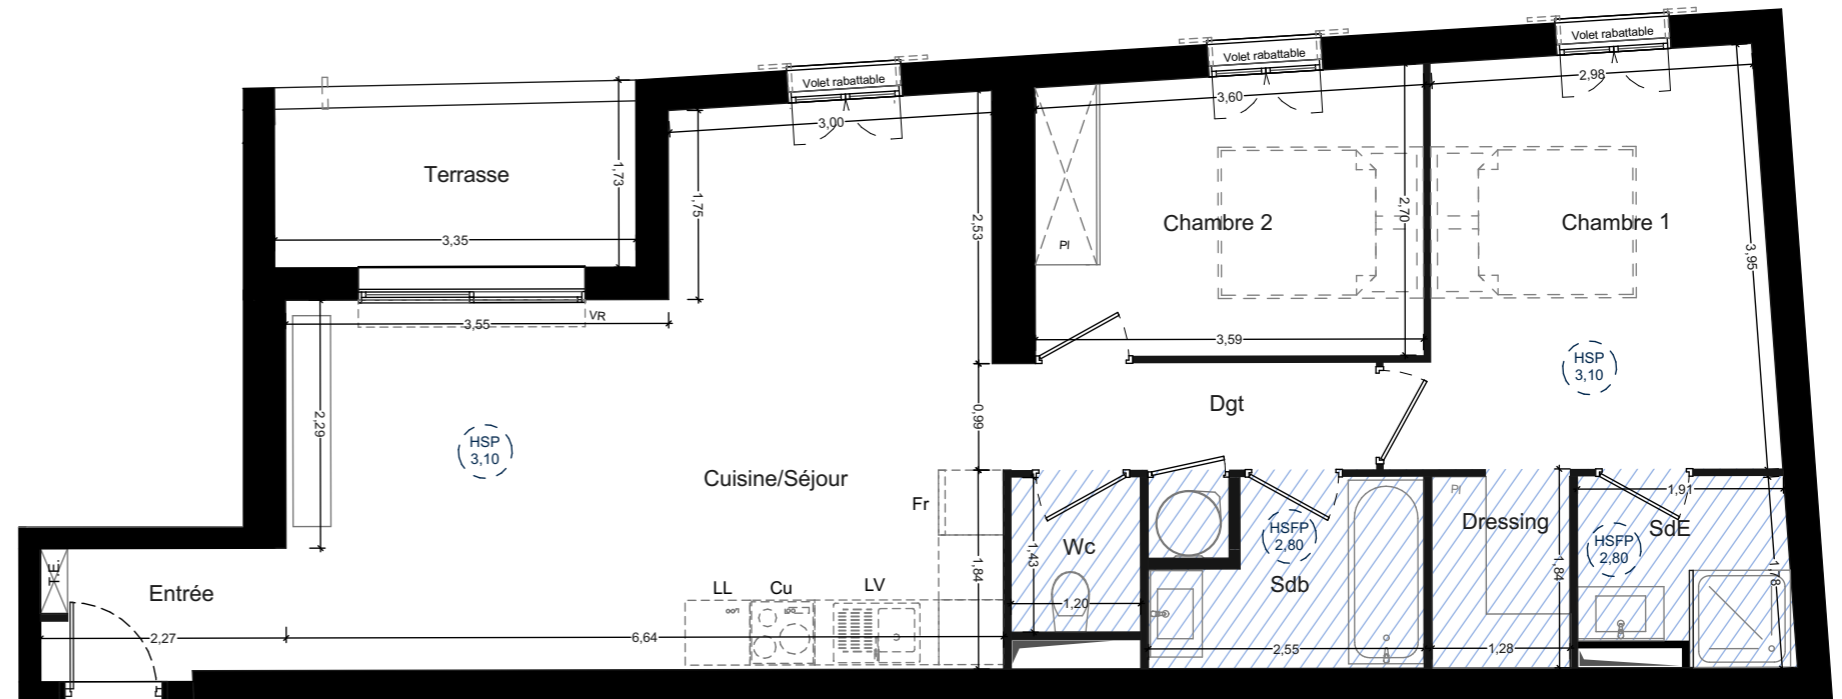 Volet rabattable
Volet rabattable
Volet rabattable
2,98
3,60
3,00
Terrasse
1,73
1,75
2,53
Pl
Chambre 2
2,70
Chambre 1
3,95
3,35
VR
3,55
3,59
HSP
3,10
2,29
HSP
3,10
Dgt
0,99
Cuisine/Séjour
Fr
Pl
1,91
Dressing
SdE
HSFP
2,80
HSFP
2,80
Wc
1,43
1,84
1,84
1,78
T.E.
Entrée
LL
Cu
LV
Sdb
1,20
2,27
6,64
2,55
1,28